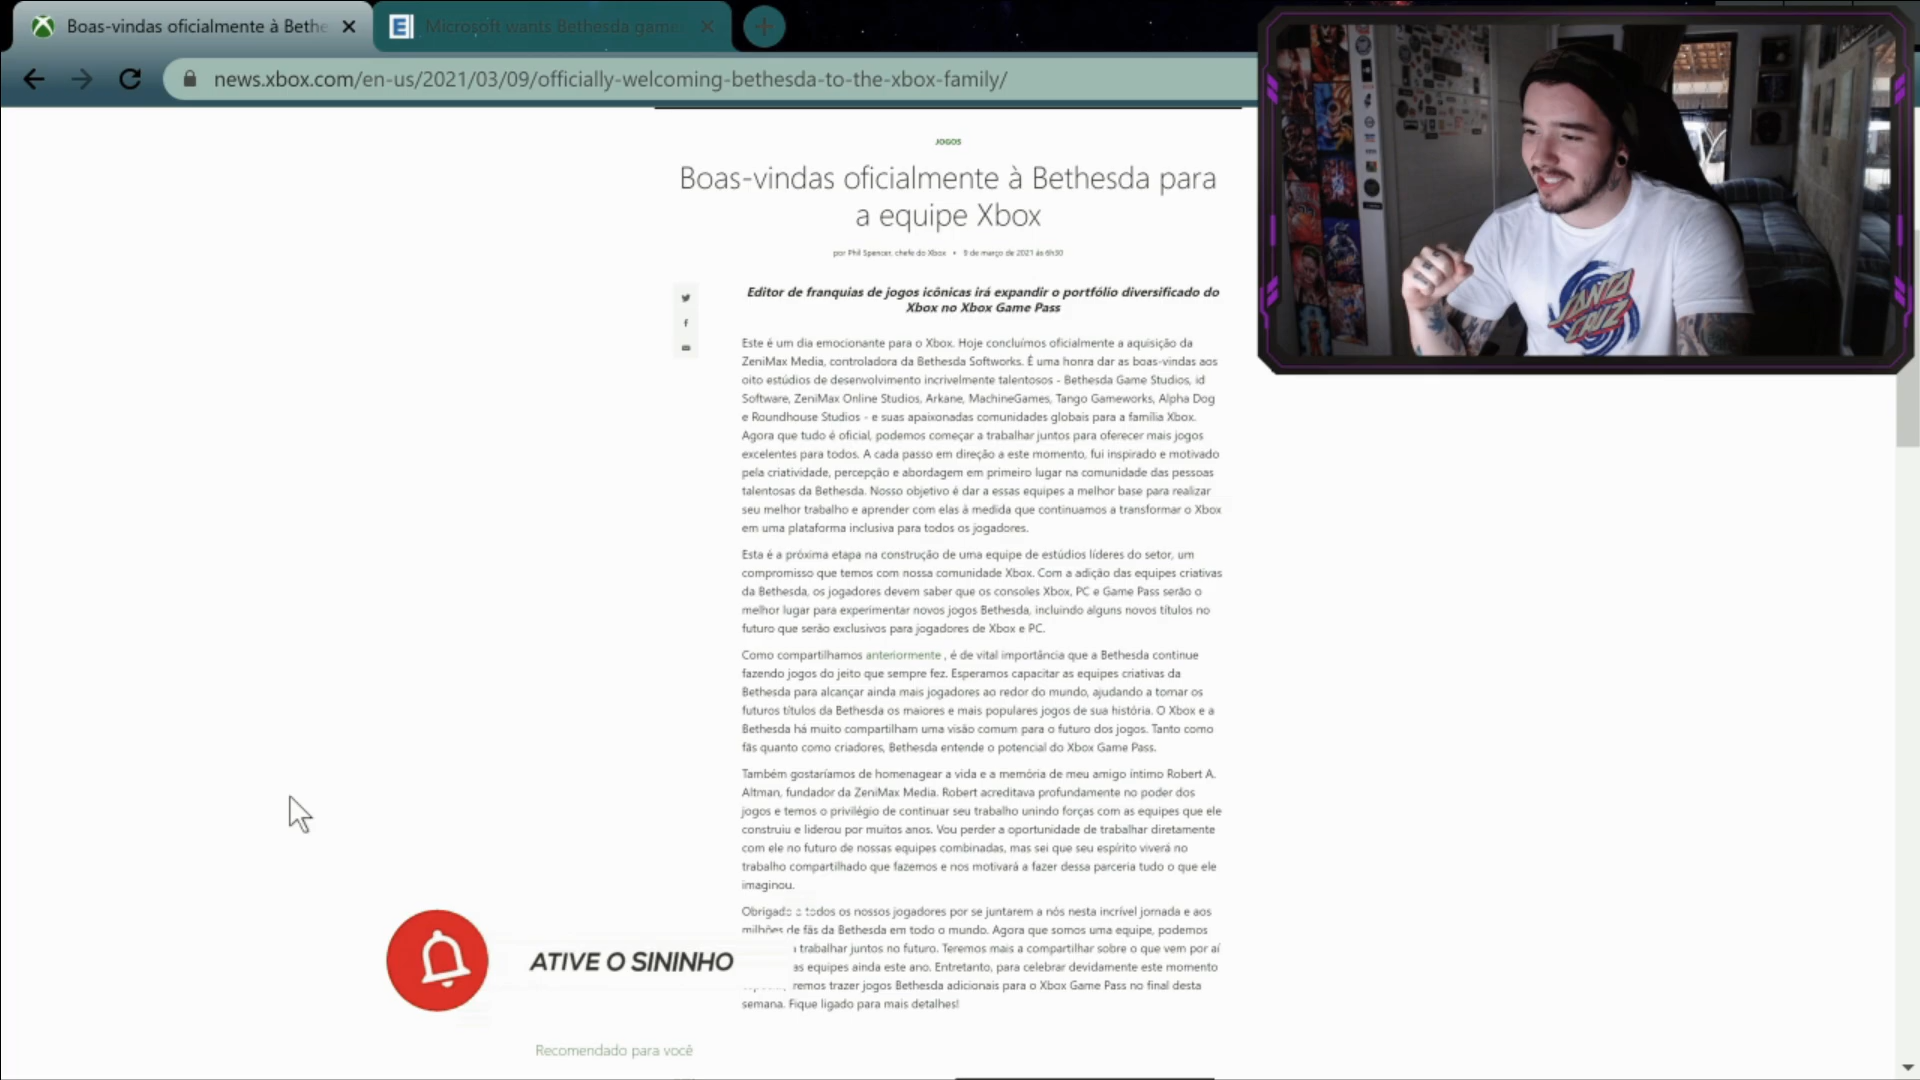 Boas-vindas oficialmente à Bethe
Microsoft wants Bethesda game
news.xbox.com/en-us/2021/03/09/officially-welcoming-bethesda-to-the-xbox-family/
JOGOS
Boas-vindas oficialmente à Bethesda para
a equipe Xbox
por Phil Spencer, chefe do Xbox • 9 de março de 2021 às 6h30
Editor de franquias de jogos icônicas irá expandir o portfólio diversificado do
Xbox no Xbox Game Pass
Este é um dia emocionante para o Xbox. Hoje concluímos oficialmente a aquisição da
ZeniMax Media, controladora da Bethesda Softworks. É uma honra dar as boas-vindas aos
oito estúdios de desenvolvimento incrivelmente talentosos - Bethesda Game Studios, id
Software, ZeniMax Online Studios, Arkane, MachineGames, Tango Gameworks, Alpha Dog
e Roundhouse Studios - e suas apaixonadas comunidades globais para a família Xbox.
Agora que tudo é oficial, podemos começar a trabalhar juntos para oferecer mais jogos
excelentes para todos. A cada passo em direção a este momento, fui inspirado e motivado
pela criatividade, percepção e abordagem em primeiro lugar na comunidade das pessoas
talentosas da Bethesda. Nosso objetivo é dar a essas equipes a melhor base para realizar
seu melhor trabalho e aprender com elas à medida que continuamos a transformar o Xbox
em uma plataforma inclusiva para todos os jogadores.
Esta é a próxima etapa na construção de uma equipe de estúdios líderes do setor, um
compromisso que temos com nossa comunidade Xbox. Com a adição das equipes criativas
da Bethesda, os jogadores devem saber que os consoles Xbox, PC e Game Pass serão o
melhor lugar para experimentar novos jogos Bethesda, incluindo alguns novos títulos no
futuro que serão exclusivos para jogadores de Xbox e PC.
Como compartilhamos anteriormente , é de vital importância que a Bethesda continue
fazendo jogos do jeito que sempre fez. Esperamos capacitar as equipes criativas da
Bethesda para alcançar ainda mais jogadores ao redor do mundo, ajudando a tornar os
futuros títulos da Bethesda os maiores e mais populares jogos de sua história. O Xbox e a
Bethesda há muito compartilham uma visão comum para o futuro dos jogos. Tanto como
fãs quanto como criadores, Bethesda entende o potencial do Xbox Game Pass.
Também gostaríamos de homenagear a vida e a memória de meu amigo íntimo Robert A.
Altman, fundador da ZeniMax Media. Robert acreditava profundamente no poder dos
jogos e temos o privilégio de continuar seu trabalho unindo forças com as equipes que ele
construiu e liderou por muitos anos. Vou perder a oportunidade de trabalhar diretamente
com ele no futuro de nossas equipes combinadas, mas sei que seu espírito viverá no
trabalho compartilhado que fazemos e nos motivará a fazer dessa parceria tudo o que ele
imaginou.
Obrigado a todos os nossos jogadores por se juntarem a nós nesta incrível jornada e aos
milhões de fãs da Bethesda em todo o mundo. Agora que somos uma equipe, podemos
trabalhar juntos no futuro. Teremos mais a compartilhar sobre o que vem por aí
as equipes ainda este ano. Entretanto, para celebrar devidamente este momento
remos trazer jogos Bethesda adicionais para o Xbox Game Pass no final desta
semana. Fique ligado para mais detalhes!
ATIVE O SININHO
Recomendado para você
SANTA
CRUZ